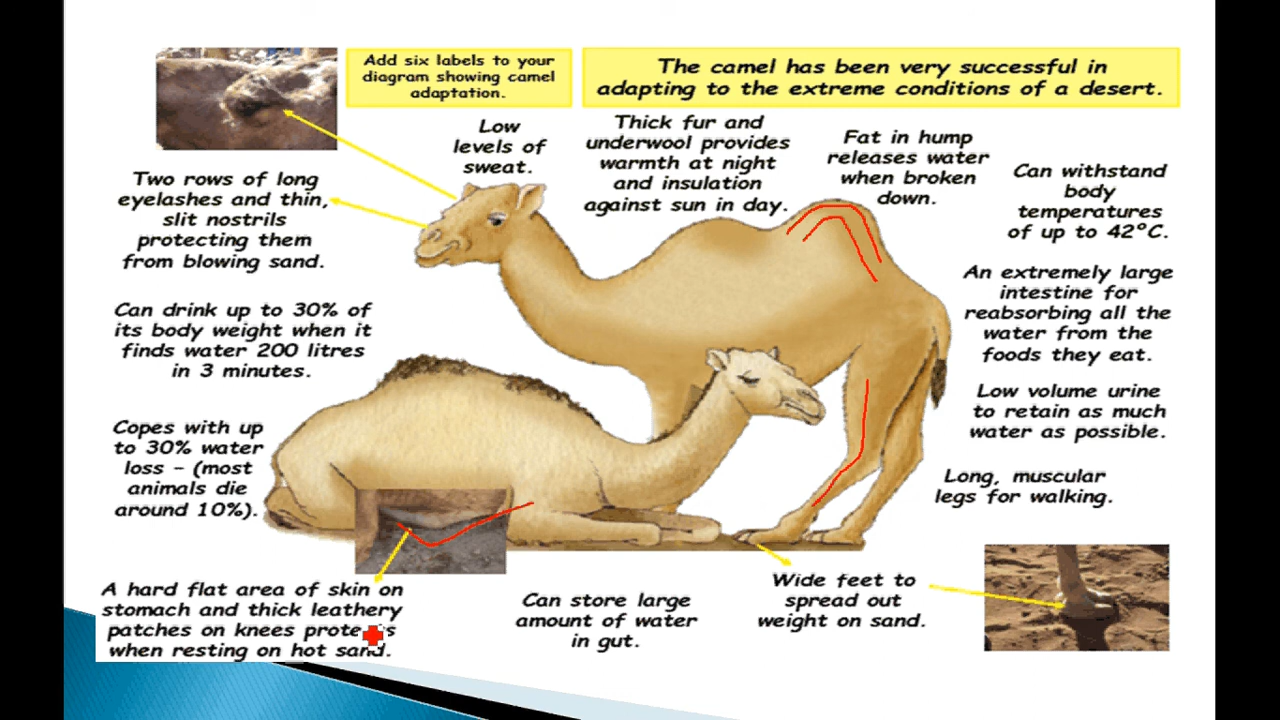 Add six labels to your
diagram showing camel
adaptation.
The camel has been very successful in
adapting to the extreme conditions of a desert.
Low
levels of
sweat.
Thick fur and
underwool provides
warmth at night
and insulation
against sun in day.
Fat in hump
releases water
when broken
down.
Can withstand
body
temperatures
of up to 42°C.
Two rows of long
eyelashes and thin,
slit nostrils
protecting them
from blowing sand.
An extremely large
intestine for
reabsorbing all the
water from the
foods they eat.
Can drink up to 30% of
its body weight when it
finds water 200 litres
in 3 minutes.
Low volume urine
to retain as much
water as possible.
Copes with up
to 30% water
loss – (most
animals die
around 10%).
Long, muscular
legs for walking.
A hard flat area of skin on
stomach and thick leathery
patches on knees protects
when resting on hot sand.
Can store large
amount of water
in gut.
Wide feet to
spread out
weight on sand.